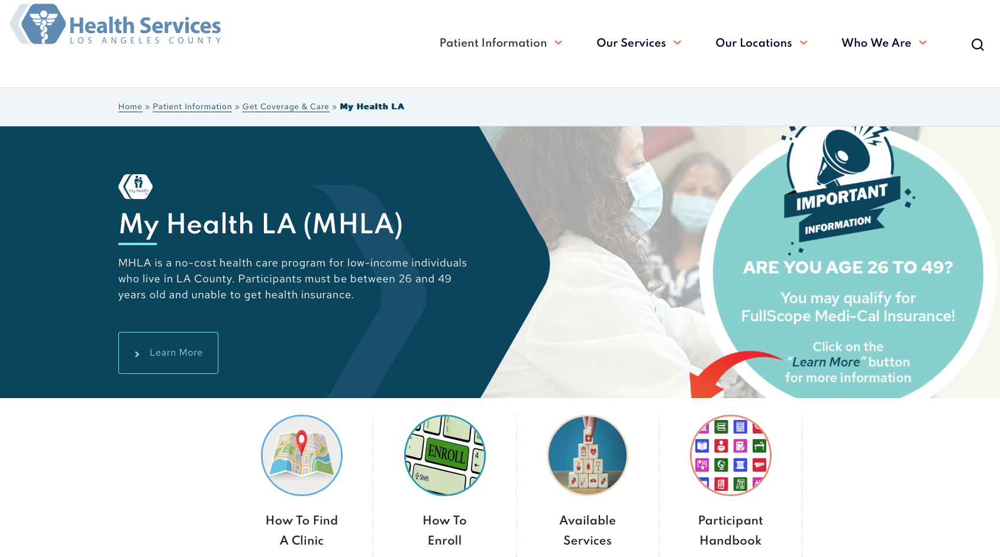 Health Services
LOS ANGELES COUNTY
Patient Information
Our Services
Our Locations
Who We Are
Home » Patient Information » Get Coverage & Care » My Health LA
my health
la
My Health LA (MHLA)
MHLA is a no-cost health care program for low-income individuals
who live in LA County. Participants must be between 26 and 49
years old and unable to get health insurance.
Learn More
IMPORTANT
INFORMATION
ARE YOU AGE 26 TO 49?
You may qualify for
FullScope Medi-Cal Insurance!
Click on the
“Learn More” button
for more information
ENROLL
4
Shift
How To Find
A Clinic
How To
Enroll
Available
Services
Participant
Handbook